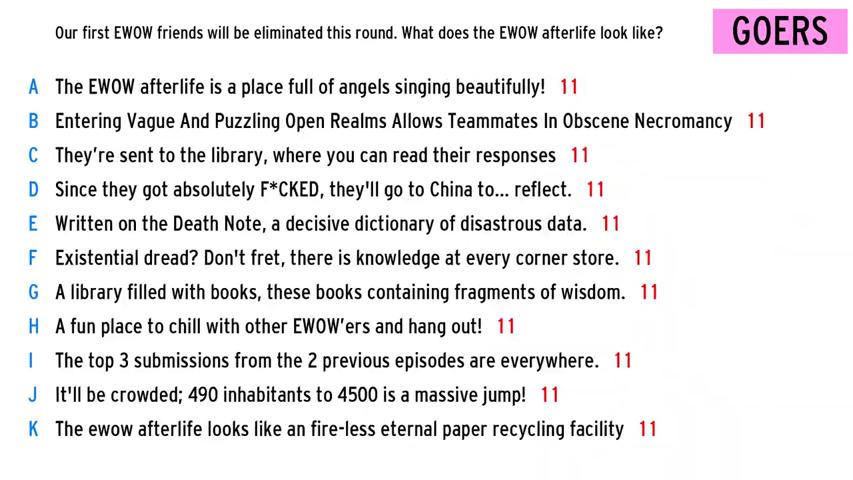 Our first EWOW friends will be eliminated this round. What does the EWOW afterlife look like?
GOERS
A The EWOW afterlife is a place full of angels singing beautifully! 11
B Entering Vague And Puzzling Open Realms Allows Teammates In Obscene Necromancy 11
C They're sent to the library, where you can read their responses 11
D Since they got absolutely F*CKED, they'll go to China to... reflect. 11
E Written on the Death Note, a decisive dictionary of disastrous data. 11
F Existential dread? Don't fret, there is knowledge at every corner store. 11
G A library filled with books, these books containing fragments of wisdom. 11
H A fun place to chill with other EWOW'ers and hang out! 11
I The top 3 submissions from the 2 previous episodes are everywhere. 11
J It'll be crowded; 490 inhabitants to 4500 is a massive jump! 11
K The ewow afterlife looks like an fire-less eternal paper recycling facility 11